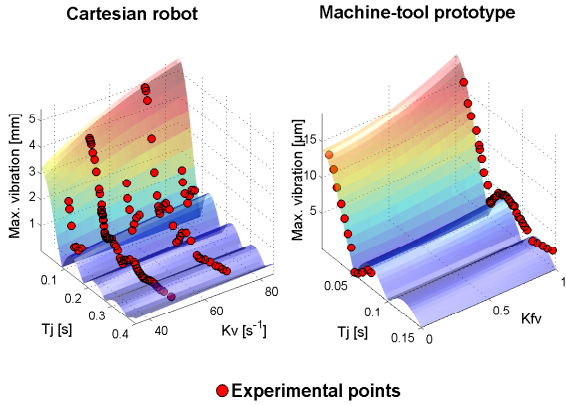 Cartesian robot
Machine-tool prototype
Max. vibration [mm]
5
4
3
2
1
0.1
0.2
0.3
0.4
Tj [s]
40
60
80
Kv [s⁻¹]
Max. vibration [µm]
15
10
5
0.05
0.1
0.15
Tj [s]
0
0.5
1
Kfv
Experimental points